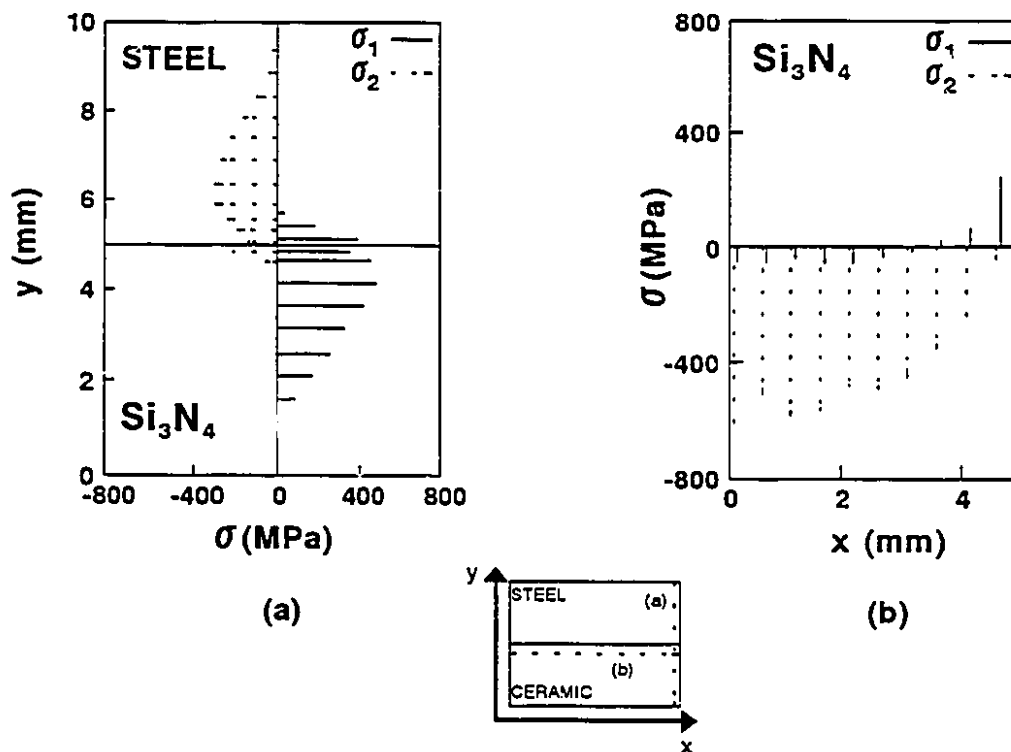 10
8
6
4
2
0
y (mm)
STEEL
σ₁
σ₂
Si₃N₄
-800 -400 0 400 800
σ (MPa)
(a)
800
400
0
-400
-800
σ (MPa)
Si₃N₄
σ₁
σ₂
0 2 4
x (mm)
(b)
y
STEEL
(a)
(b)
CERAMIC
x